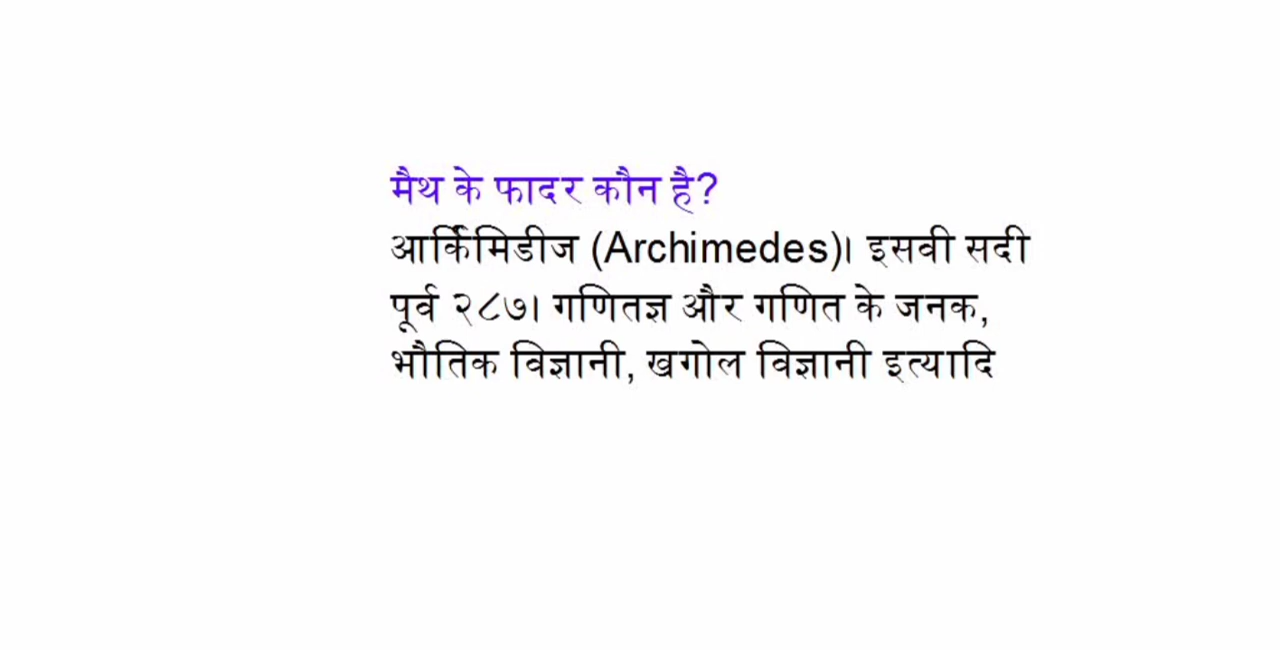 मैथ के फादर कौन है?
आर्किमिडीज (Archimedes)। इसवी सदी
पूर्व २८७। गणितज्ञ और गणित के जनक,
भौतिक विज्ञानी, खगोल विज्ञानी इत्यादि